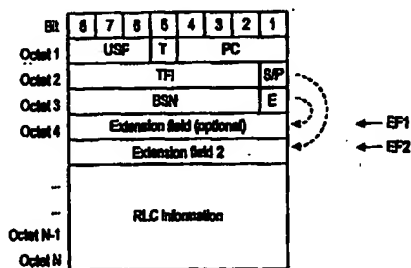 Bit 8 7 6 5 4 3 2 1
Octet 1 USF T PC
Octet 2 TFI S/P
Octet 3 BSN E
Octet 4 Extension field (optional) EF1
Extension field 2 EF2
RLC Information
Octet N-1
Octet N